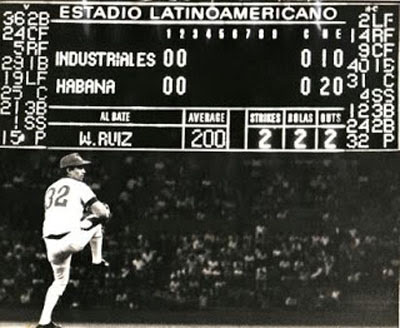 V
36 2B
24 CF
5 RF
1B
19 LF
25 C
21 3B
1 SS
15 P
ESTADIO LATINOAMERICANO
1 2 3 4 5 6 7 8 9 C H E
INDUSTRIALES 00 0 1 0
HABANA 00 0 2 0
AL BATE AVERAGE STRIKES BOLAS OUTS
W.RUIZ 200 2 2 2
2 LF
14 RF
9 CF
40
31 C
4 SS
12 3B
24 2B
32 P
32